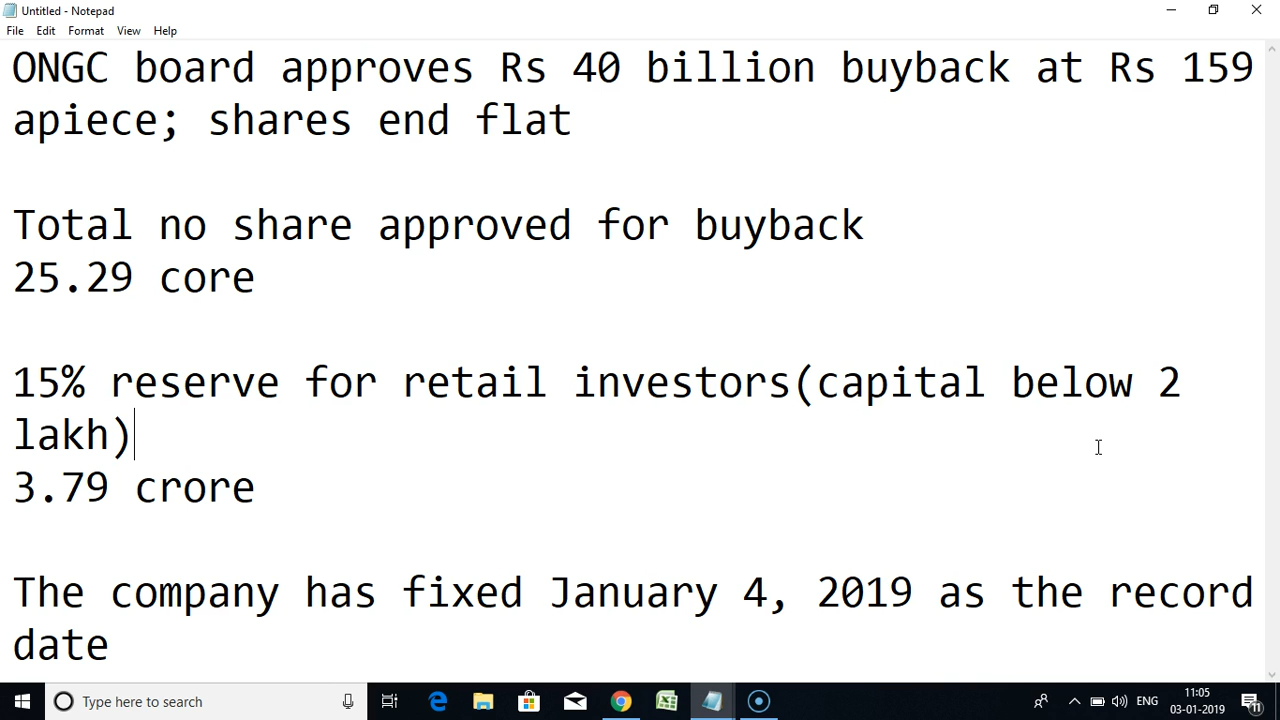 Untitled - Notepad
File Edit Format View Help
ONGC board approves Rs 40 billion buyback at Rs 159
apiece; shares end flat
Total no share approved for buyback
25.29 core
15% reserve for retail investors(capital below 2
lakh)
3.79 crore
The company has fixed January 4, 2019 as the record
date
Type here to search
ENG
11:05
03-01-2019
11